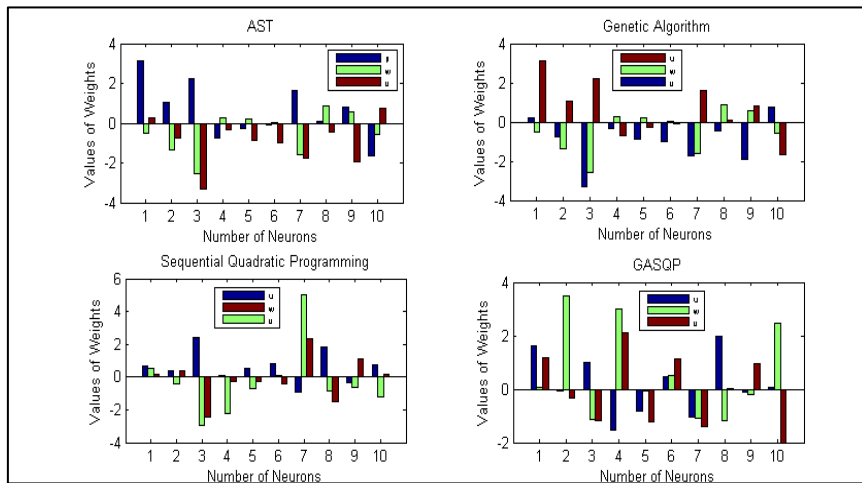 AST
4
2
0
-2
-4
Values of Weights
w
u
1 2 3 4 5 6 7 8 9 10
Number of Neurons
Genetic Algorithm
4
2
0
-2
-4
Values of Weights
u
w
u
1 2 3 4 5 6 7 8 9 10
Number of Neurons
Sequential Quadratic Programming
6
4
2
0
-2
-4
Values of Weights
u
w
u
1 2 3 4 5 6 7 8 9 10
Number of Neurons
GASQP
4
2
0
-2
Values of Weights
u
w
u
1 2 3 4 5 6 7 8 9 10
Number of Neurons